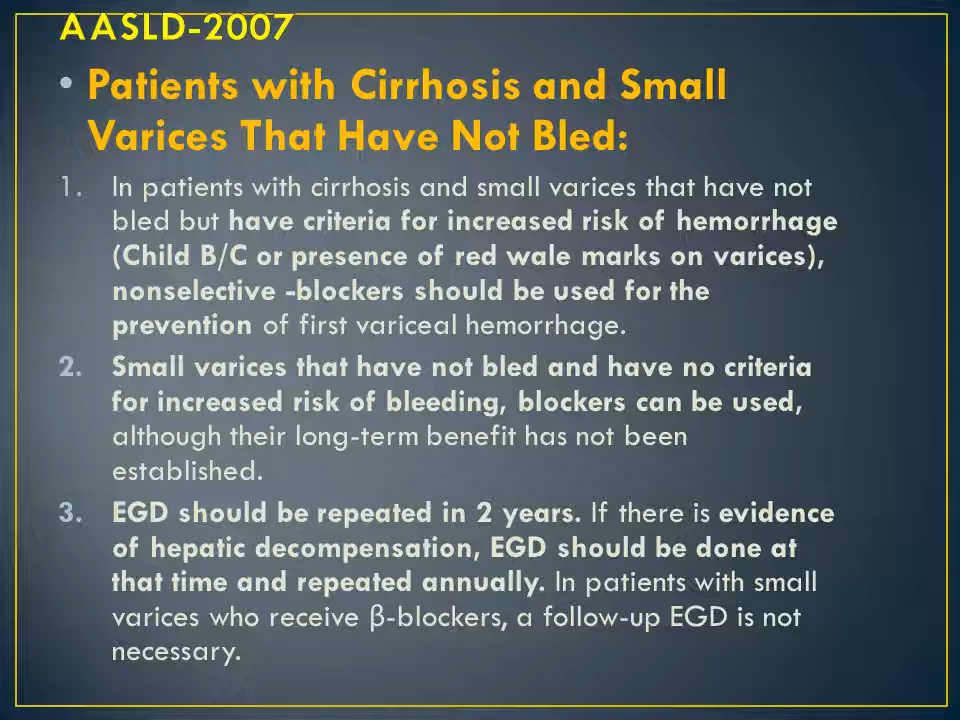 AASLD-2007
• Patients with Cirrhosis and Small
Varices That Have Not Bled:
1. In patients with cirrhosis and small varices that have not
bled but have criteria for increased risk of hemorrhage
(Child B/C or presence of red wale marks on varices),
nonselective -blockers should be used for the
prevention of first variceal hemorrhage.
2. Small varices that have not bled and have no criteria
for increased risk of bleeding, blockers can be used,
although their long-term benefit has not been
established.
3. EGD should be repeated in 2 years. If there is evidence
of hepatic decompensation, EGD should be done at
that time and repeated annually. In patients with small
varices who receive β-blockers, a follow-up EGD is not
necessary.